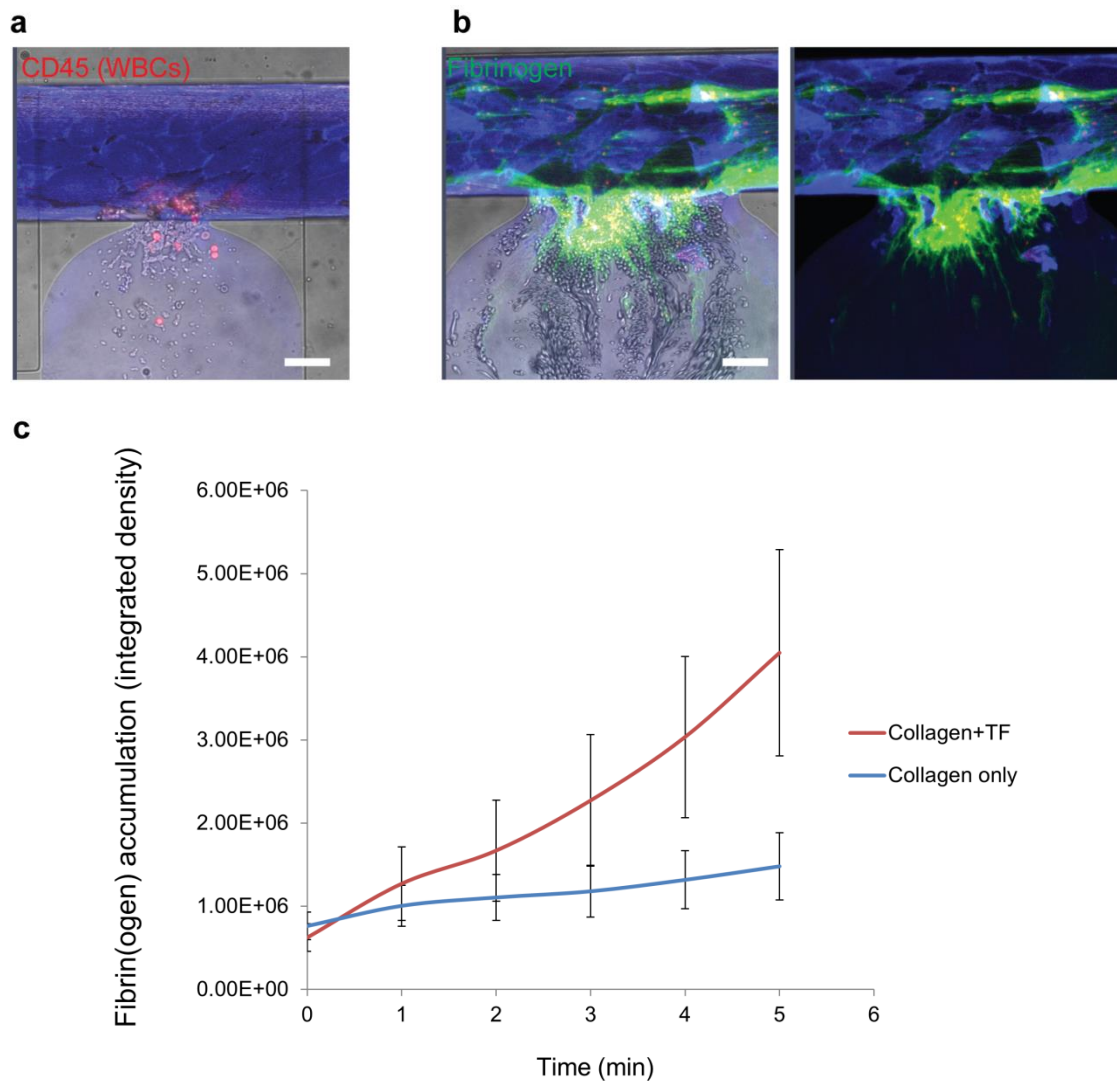 a
b
CD45 (WBCs)
Fibrinogen
c
Fibrin(ogen) accumulation (integrated density)
6.00E+06
5.00E+06
4.00E+06
3.00E+06
2.00E+06
1.00E+06
0.00E+00
0 1 2 3 4 5 6
Time (min)
Collagen+TF
Collagen only